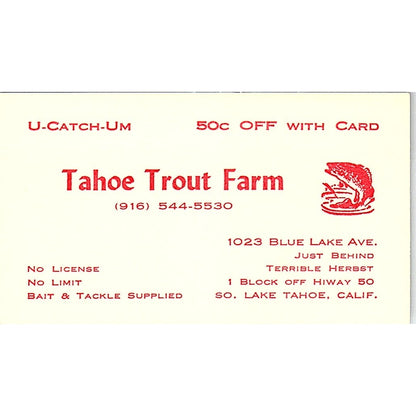 U-Catch-Um 50c OFF with Card
Tahoe Trout Farm
(916) 544-5530
1023 Blue Lake Ave.
Just Behind
No License Terrible Herbst
No Limit 1 Block off Hiway 50
Bait & Tackle Supplied So. Lake Tahoe, Calif.